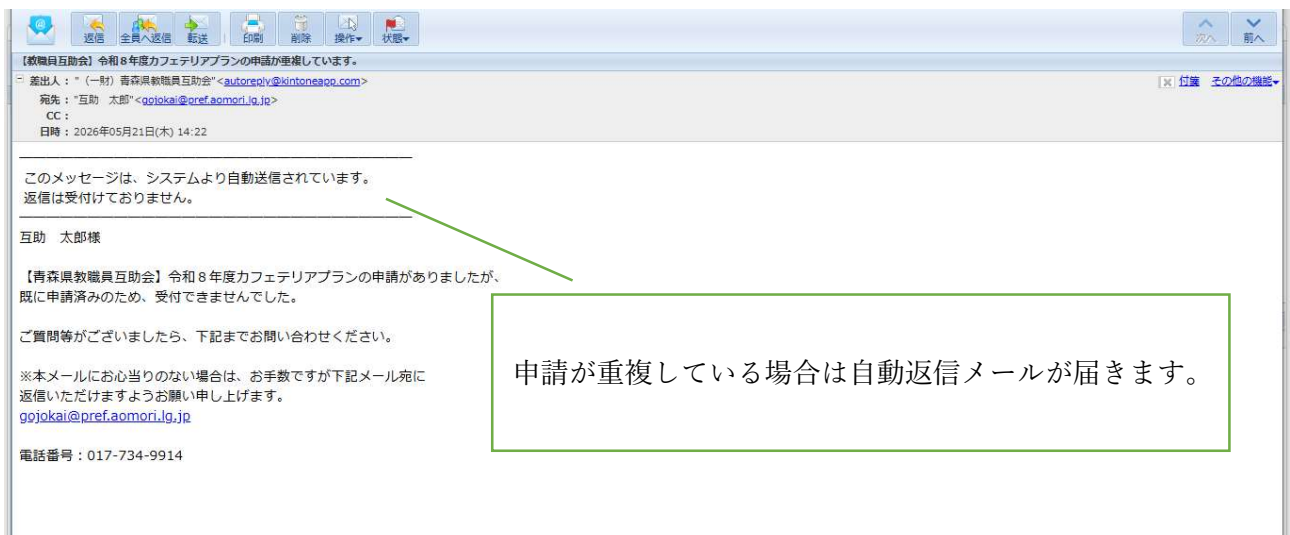 返信 全員へ返信 転送 印刷 削除 操作▾ 状態▾ 次へ 前へ
【教職員互助会】令和８年度カフェテリアプランの申請が重複しています。
差出人："（一財）青森県教職員互助会"<autoreply@kintoneapp.com> 付箋 その他の機能▾
宛先："互助　太郎"<gojokai@pref.aomori.lg.jp>
CC：
日時：2026年05月21日(木) 14:22
このメッセージは、システムより自動送信されています。
返信は受付けておりません。
互助　太郎様
【青森県教職員互助会】令和８年度カフェテリアプランの申請がありましたが、
既に申請済みのため、受付できませんでした。
ご質問等がございましたら、下記までお問い合わせください。
申請が重複している場合は自動返信メールが届きます。
※本メールにお心当りのない場合は、お手数ですが下記メール宛に
返信いただけますようお願い申し上げます。
gojokai@pref.aomori.lg.jp
電話番号：017-734-9914